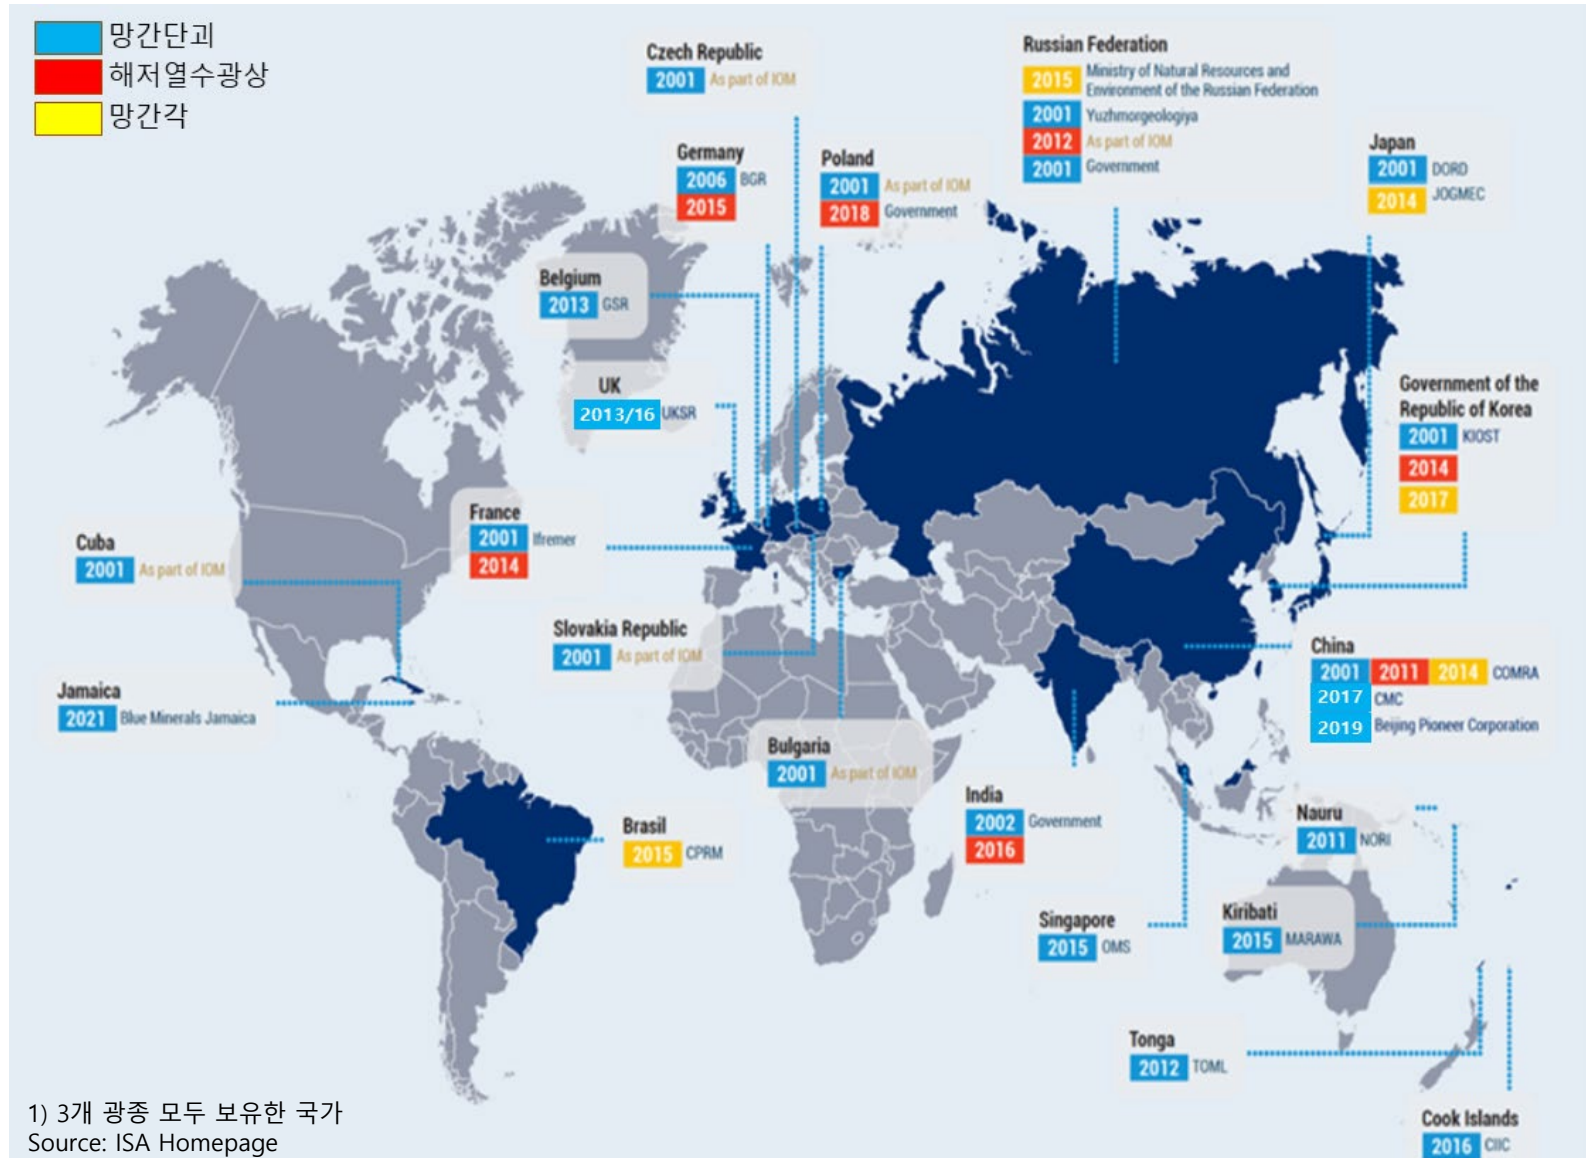 망간단괴
해저열수광상
망간각
Czech Republic
2001 As part of IOM
Russian Federation
2015 Ministry of Natural Resources and
Environment of the Russian Federation
2001 Yuzhmorgeologiya
2012 As part of IOM
2001 Government
Germany
2006 BGR
2015
Poland
2001 As part of IOM
2018 Government
Japan
2001 DORD
2014 JOGMEC
Belgium
2013 GSR
UK
2013/16 UKSR
Government of the
Republic of Korea
2001 KIOST
2014
2017
France
2001 Ifremer
2014
Cuba
2001 As part of IOM
Slovakia Republic
2001 As part of IOM
China
2001 2011 2014 COMRA
2017 CMC
2019 Beijing Pioneer Corporation
Jamaica
2021 Blue Minerals Jamaica
Bulgaria
2001 As part of IOM
India
2002 Government
2016
Brasil
2015 CPRM
Nauru
2011 NORI
Singapore
2015 OMS
Kiribati
2015 MARAWA
Tonga
2012 TOML
Cook Islands
2016 CIIC
1) 3개 광종 모두 보유한 국가
Source: ISA Homepage